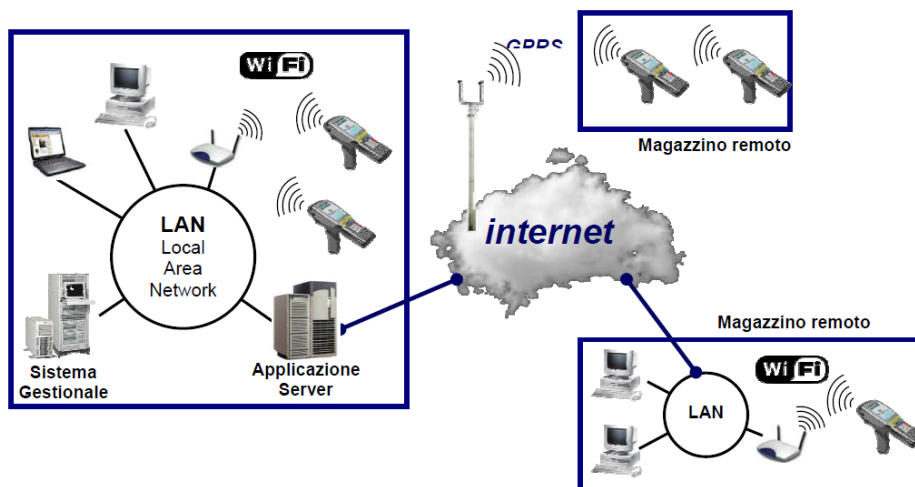 Wi Fi
LAN
Local
Area
Network
Sistema
Gestionale
Applicazione
Server
GPRS
internet
Magazzino remoto
Magazzino remoto
Wi Fi
LAN